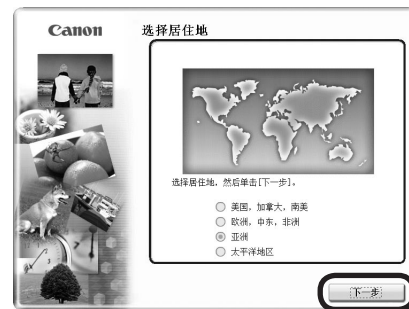 Canon
选择居住地
选择居住地，然后单击[下一步]。
美国，加拿大，南美
欧洲，中东，非洲
亚洲
太平洋地区
下一步